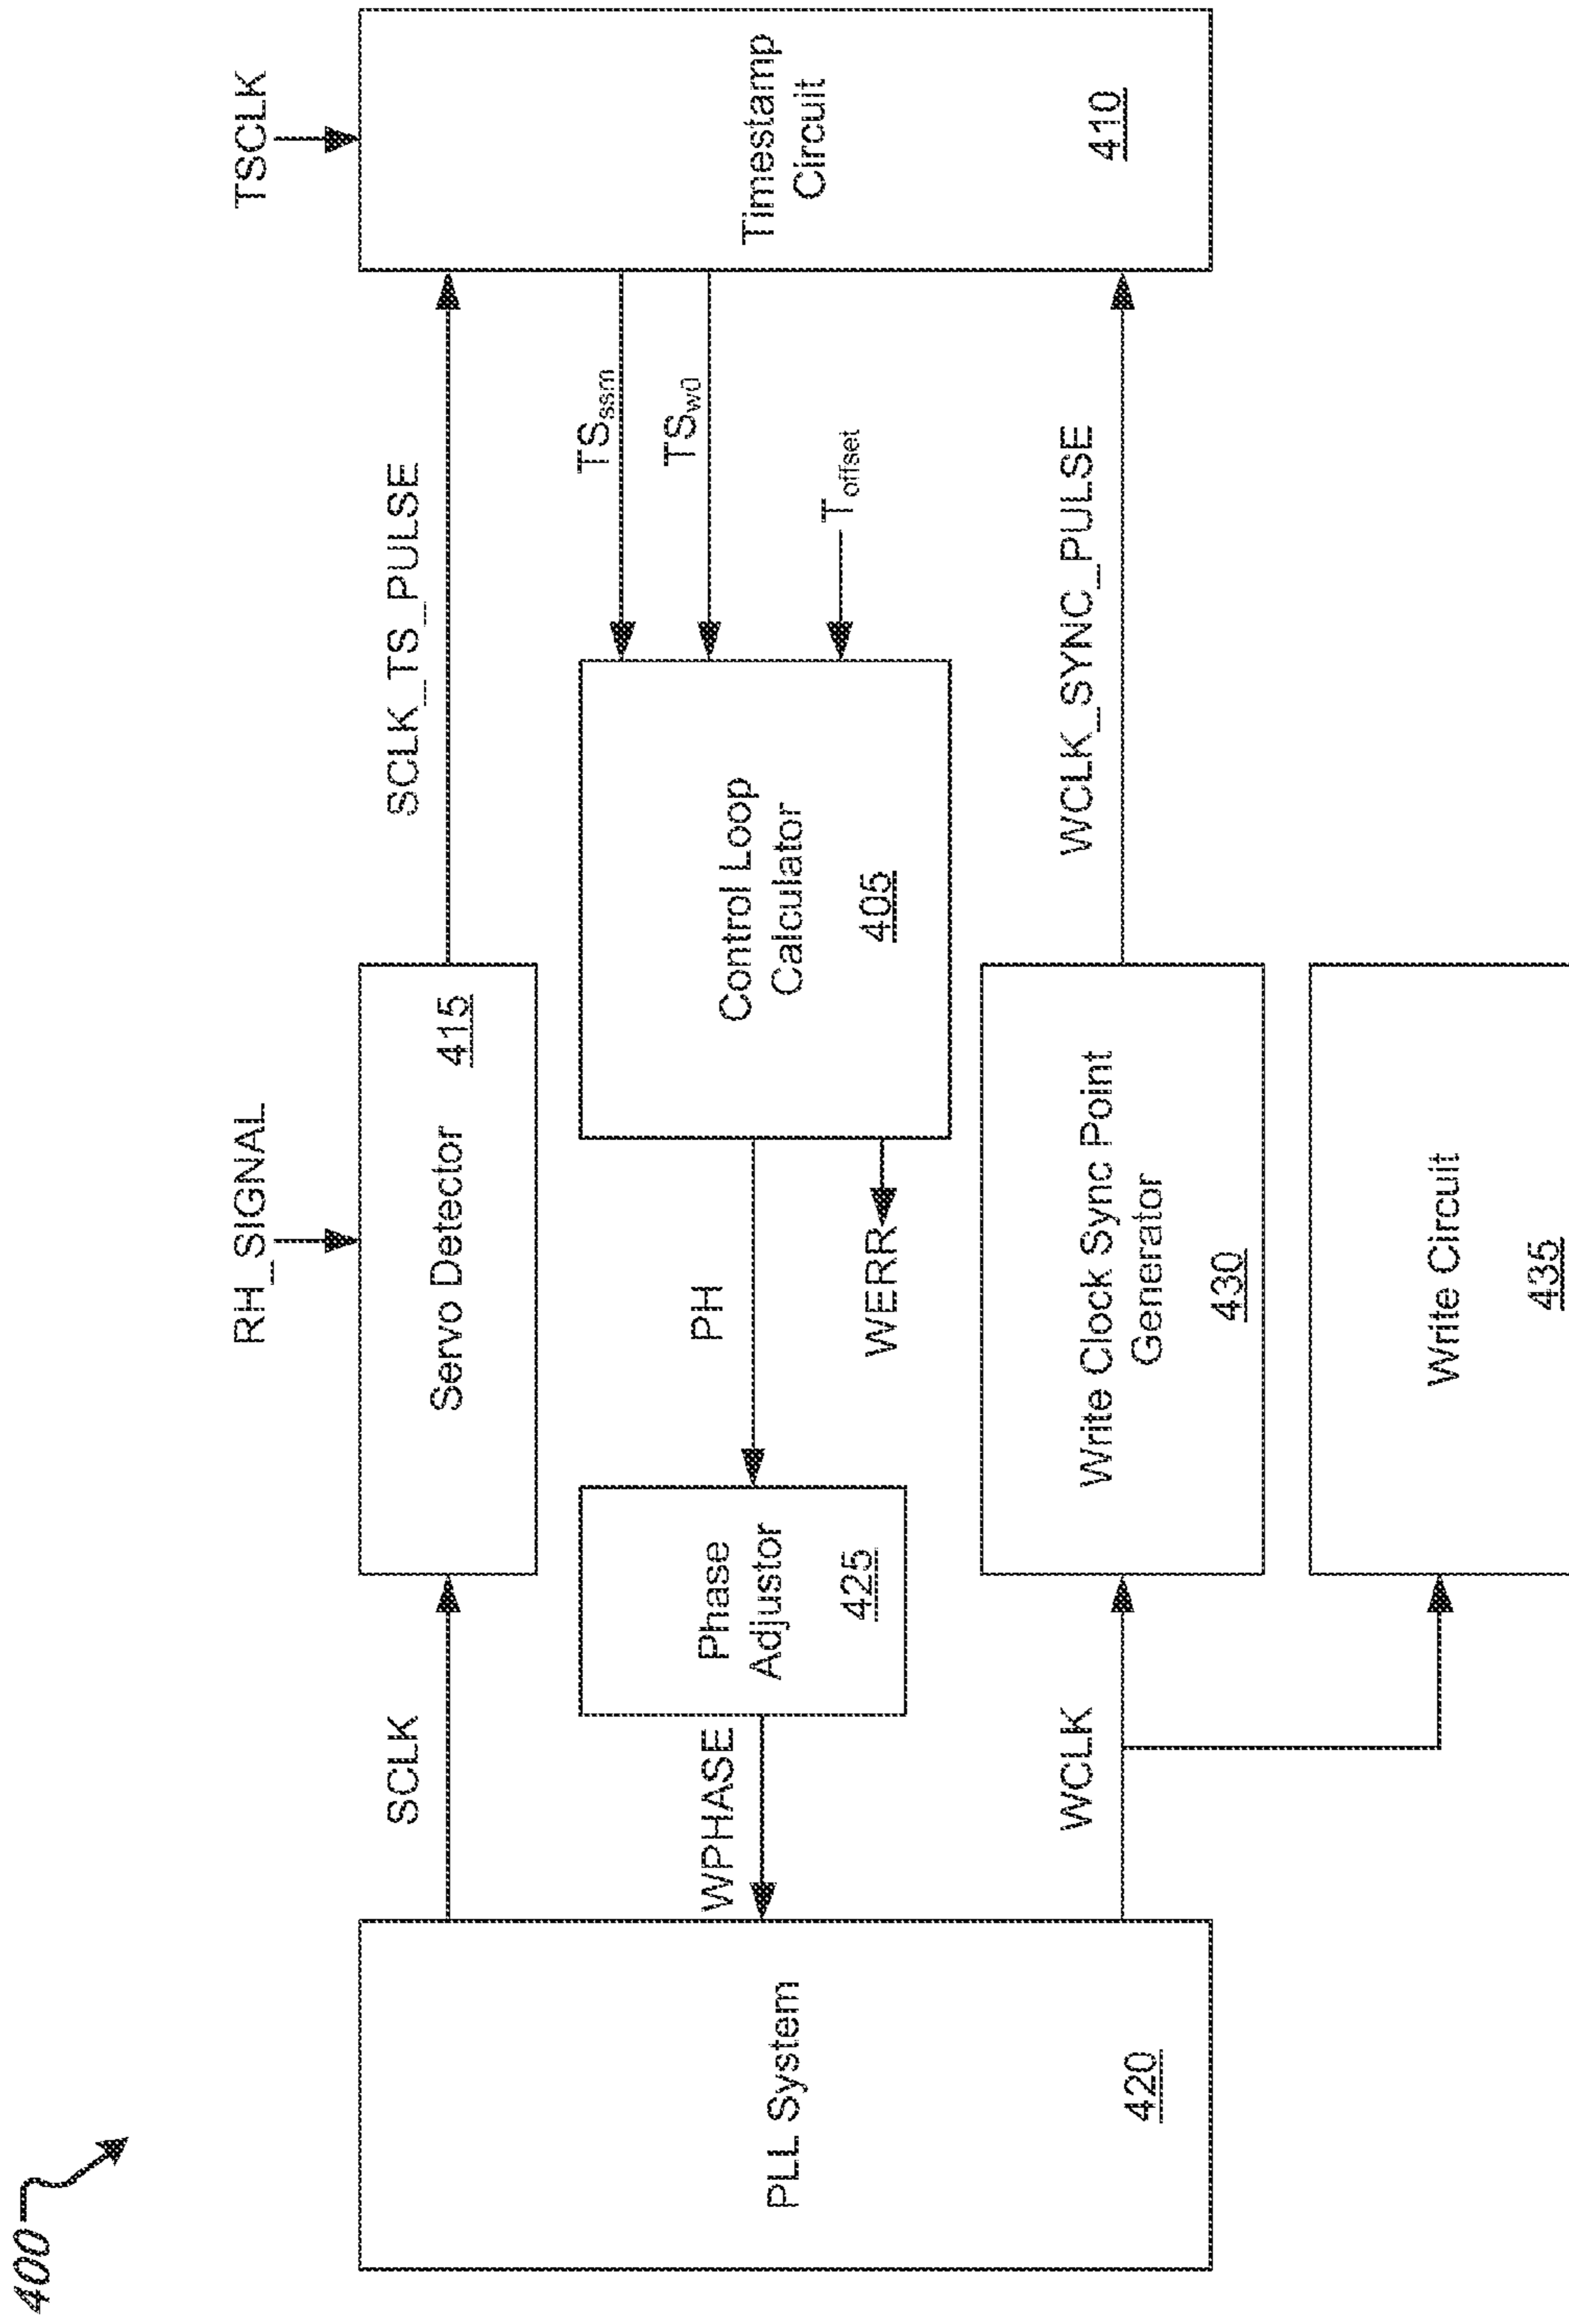 400
RH_SIGNAL
TSCLK
SCLK
Servo Detector 415
SCLK_TS_PULSE
PLL System
420
WPHASE
Phase
Adjustor
425
PH
WERR
Control Loop
Calculator
405
TSssm
TSw0
Toffset
Timestamp
Circuit
410
WCLK
Write Clock Sync Point
Generator
430
WCLK_SYNC_PULSE
Write Circuit
435